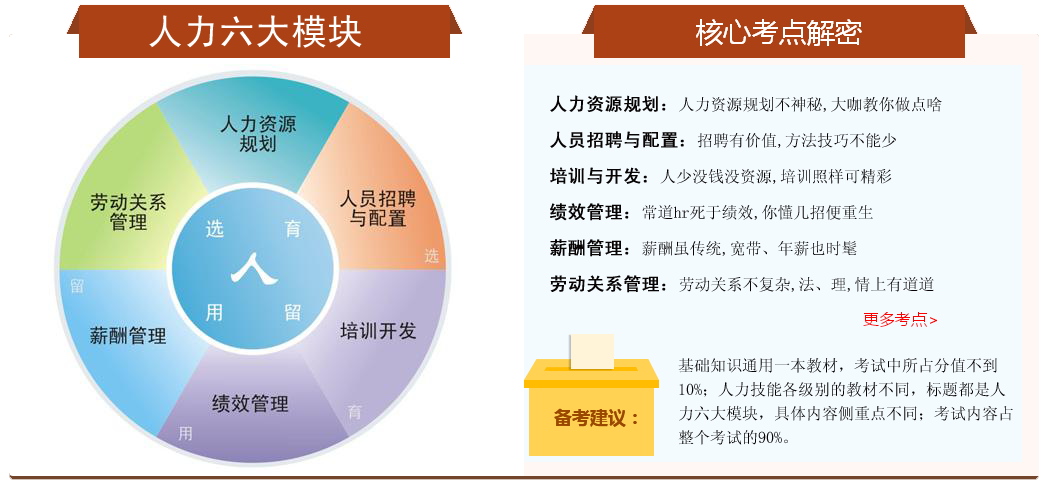 人力六大模块
人力资源
规划
人员招聘
与配置
选
培训开发
育
绩效管理
用
薪酬管理
留
劳动关系
管理
选 育
人
用 留
核心考点解密
人力资源规划：人力资源规划不神秘,大咖教你做点啥
人员招聘与配置：招聘有价值,方法技巧不能少
培训与开发：人少没钱没资源,培训照样可精彩
绩效管理：常道hr死于绩效,你懂几招便重生
薪酬管理：薪酬虽传统,宽带、年薪也时髦
劳动关系管理：劳动关系不复杂,法、理,情上有道道
更多考点>
备考建议：
基础知识通用一本教材，考试中所占分值不到
10%；人力技能各级别的教材不同，标题都是人
力六大模块，具体内容侧重点不同；考试内容占
整个考试的90%。